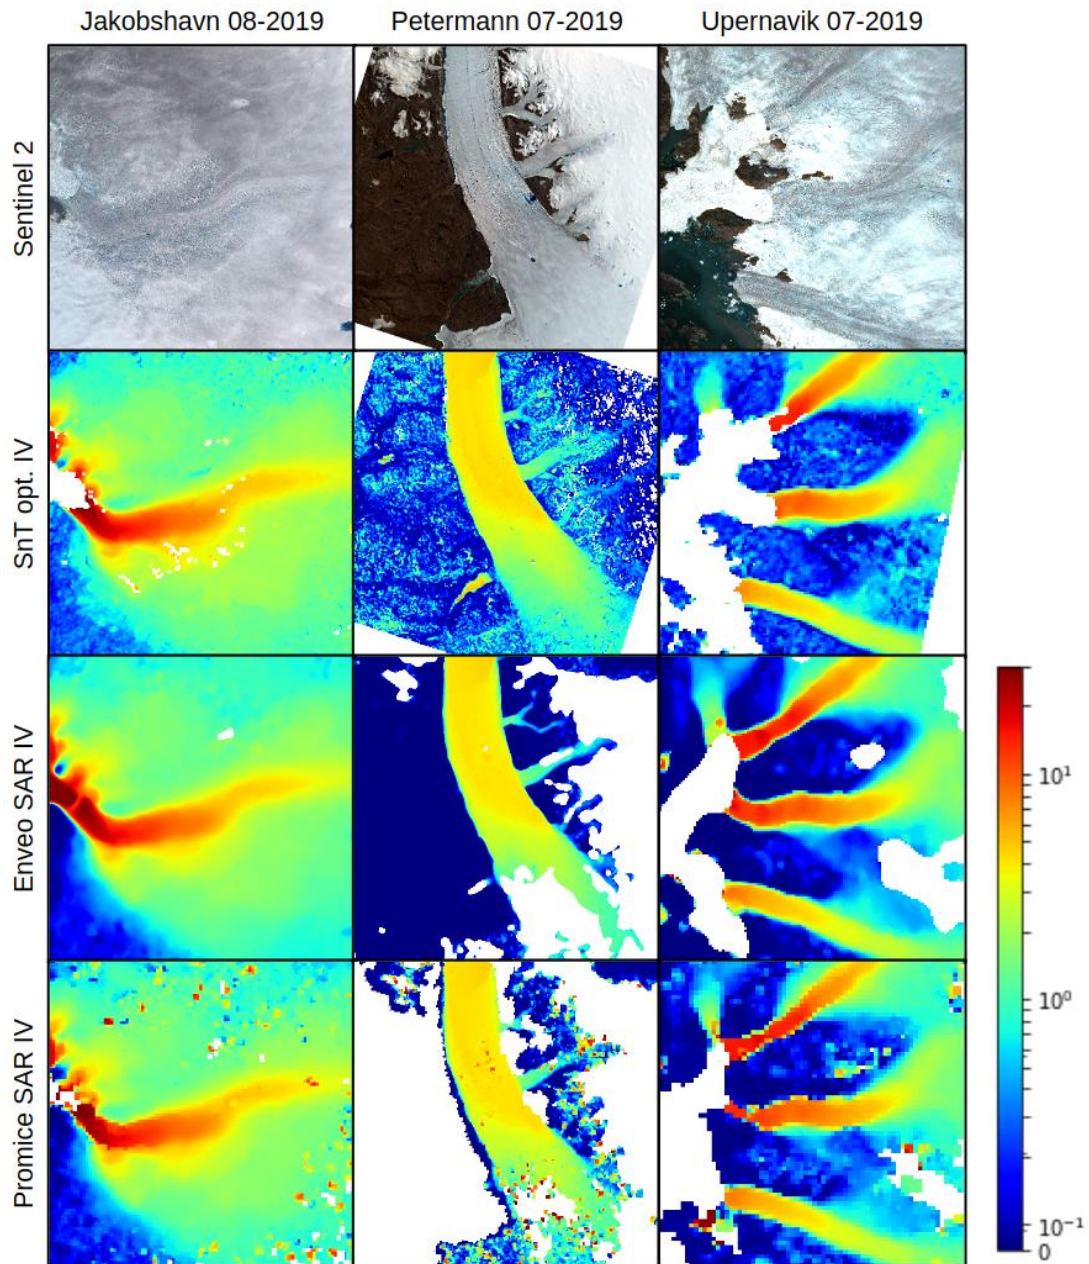 Jakobshavn 08-2019 Petermann 07-2019 Upernavik 07-2019
Sentinel 2
SnT opt. IV
Enveo SAR IV
Promice SAR IV
10¹
10⁰
10⁻¹
0